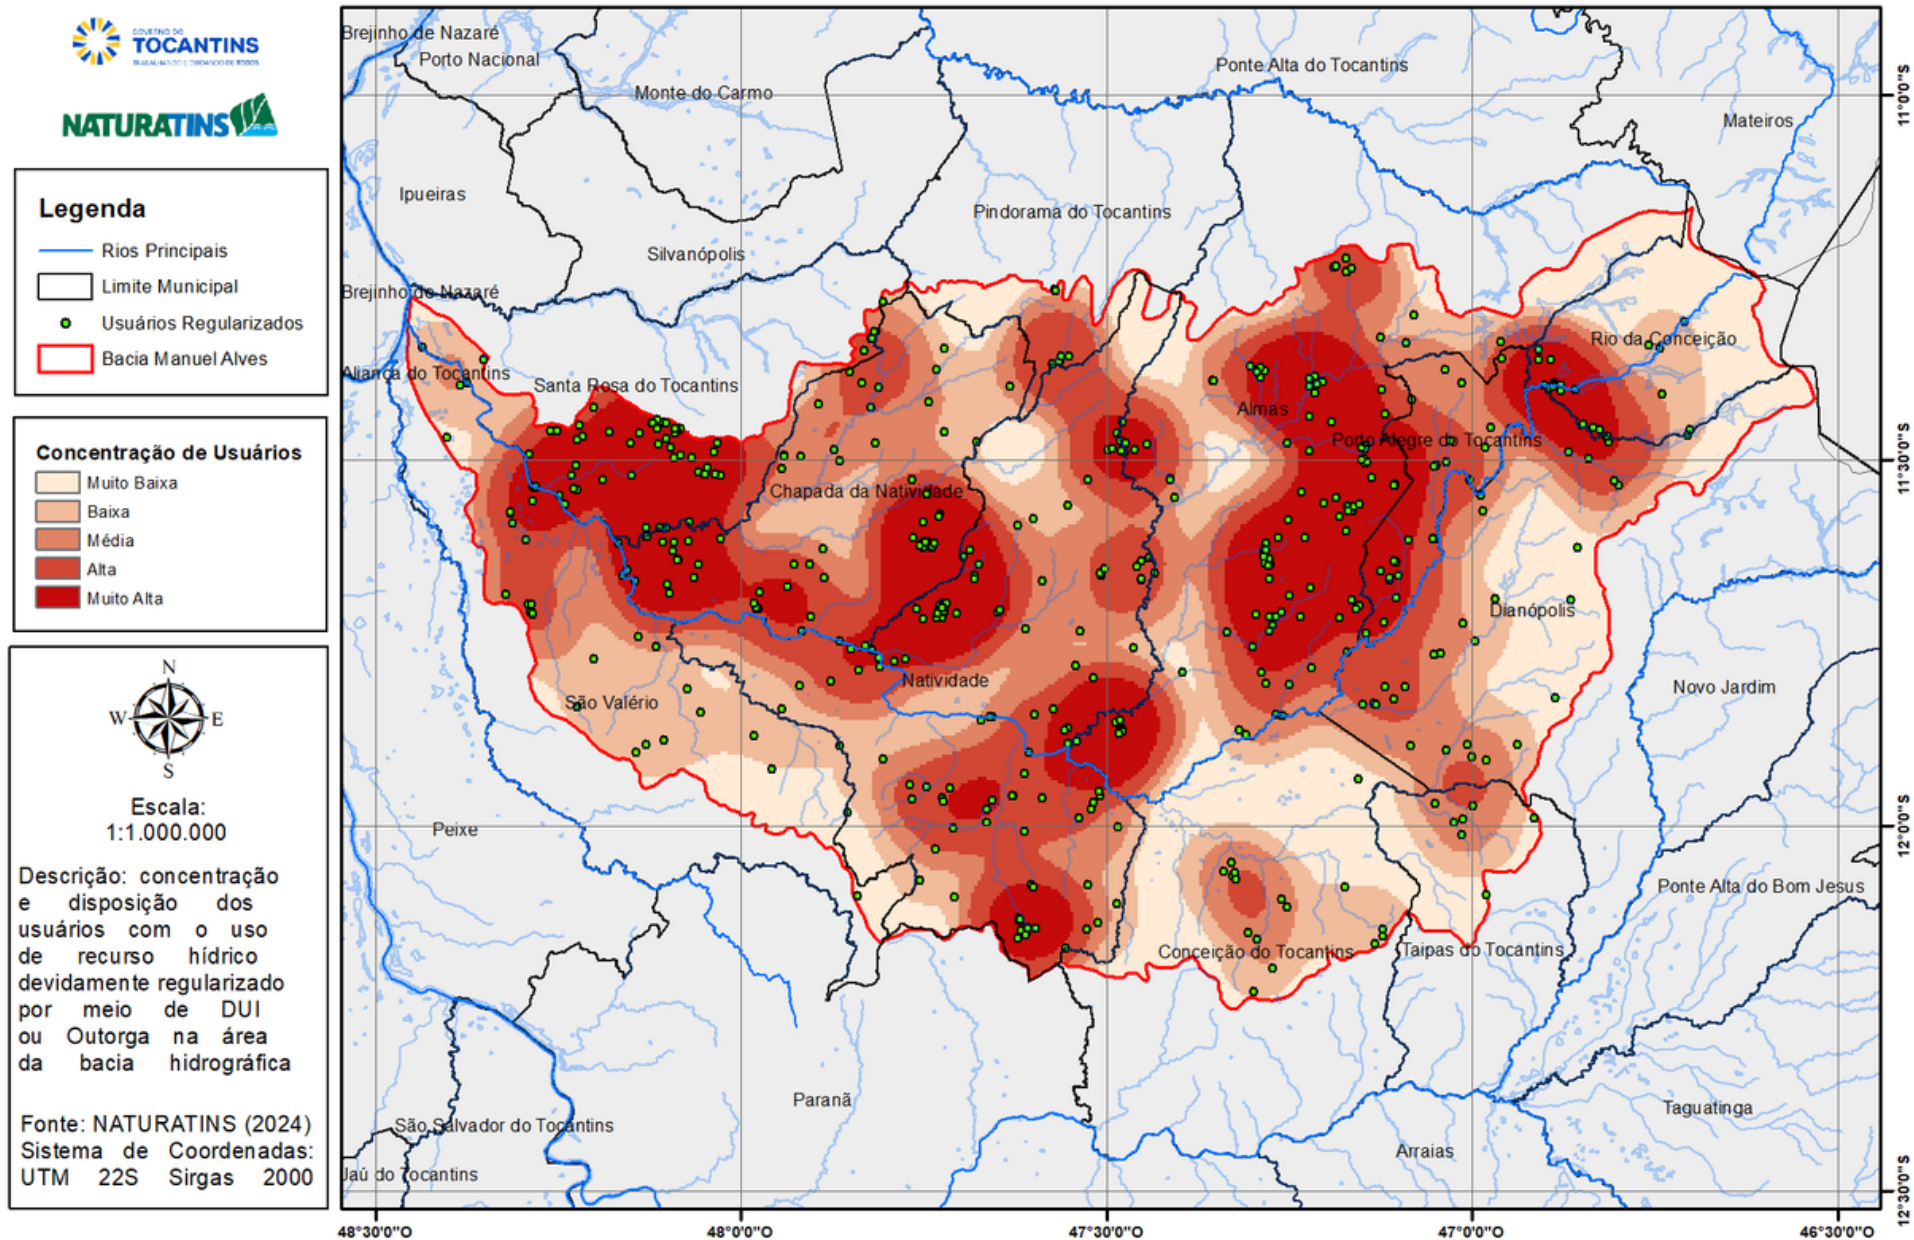 GOVERNO DO
TOCANTINS
TRABALHANDO E CUIDANDO DE TODOS
NATURATINS
Legenda
Rios Principais
Limite Municipal
Usuários Regularizados
Bacia Manuel Alves
Concentração de Usuários
Muito Baixa
Baixa
Média
Alta
Muito Alta
N
W E
S
Escala:
1:1.000.000
Descrição: concentração
e disposição dos
usuários com o uso
de recurso hídrico
devidamente regularizado
por meio de DUI
ou Outorga na área
da bacia hidrográfica
Fonte: NATURATINS (2024)
Sistema de Coordenadas:
UTM 22S Sirgas 2000
Brejinho de Nazaré
Porto Nacional
Monte do Carmo
Ponte Alta do Tocantins
Mateiros
Ipueiras
Pindorama do Tocantins
Silvanópolis
Brejinho de Nazaré
Rio da Conceição
Aliança do Tocantins
Santa Rosa do Tocantins
Almas
Porto Alegre do Tocantins
Chapada da Natividade
Dianópolis
Natividade
Novo Jardim
São Valério
Peixe
Ponte Alta do Bom Jesus
Conceição do Tocantins
Taipas do Tocantins
Paranã
Taguatinga
São Salvador do Tocantins
Arraias
Jaú do Tocantins
11°0'0"S
11°30'0"S
12°0'0"S
12°30'0"S
48°30'0"O
48°0'0"O
47°30'0"O
47°0'0"O
46°30'0"O